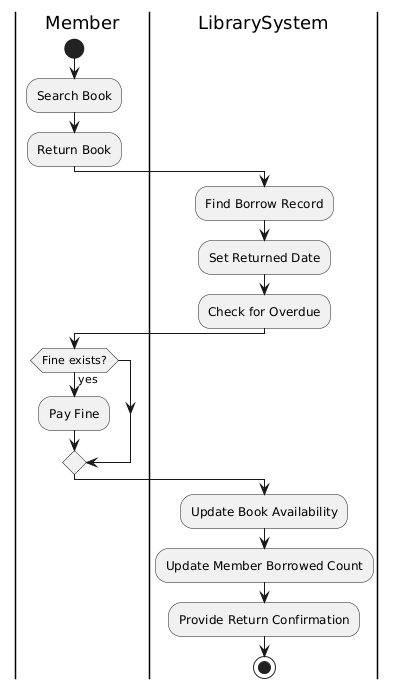 Member
LibrarySystem
Search Book
Return Book
Find Borrow Record
Set Returned Date
Check for Overdue
Fine exists?
yes
Pay Fine
Update Book Availability
Update Member Borrowed Count
Provide Return Confirmation